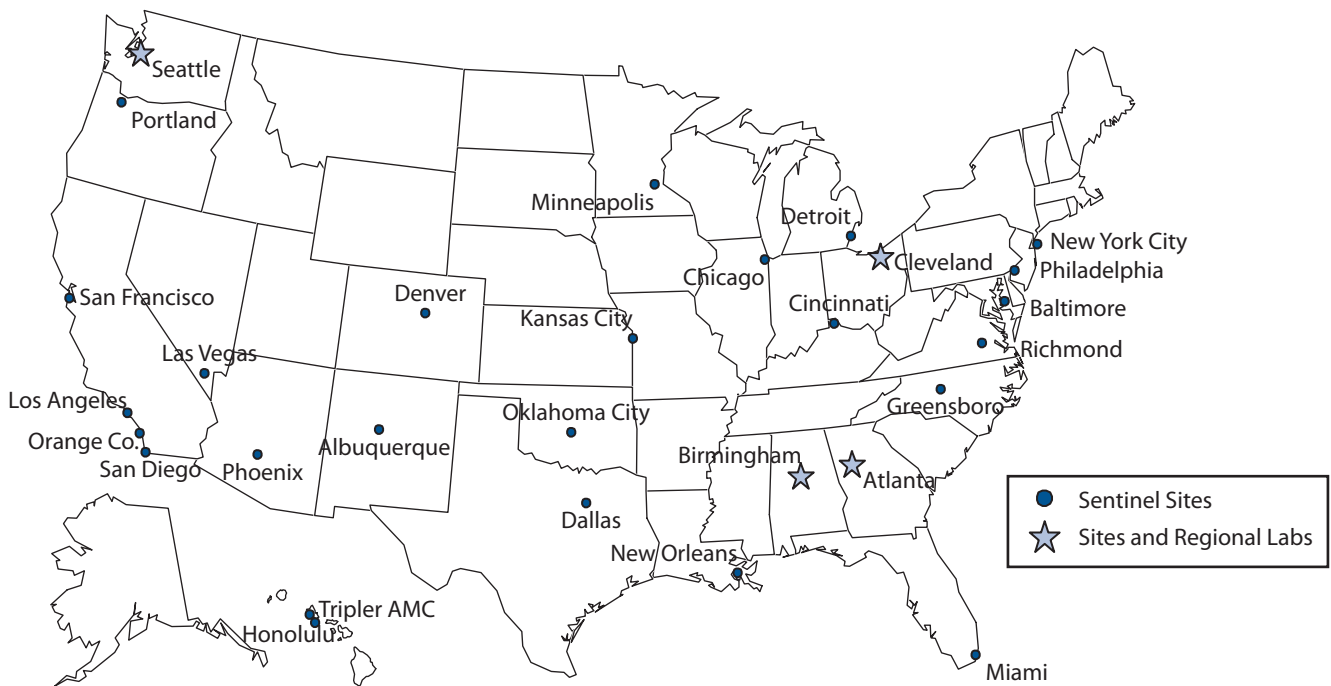 Seattle
Portland
Minneapolis
Detroit
New York City
Cleveland
Philadelphia
Chicago
Denver
San Francisco
Cincinnati
Baltimore
Kansas City
Richmond
Las Vegas
Los Angeles
Greensboro
Oklahoma City
Orange Co.
Albuquerque
San Diego
Phoenix
Birmingham
Atlanta
Sentinel Sites
Dallas
Sites and Regional Labs
New Orleans
Tripler AMC
Honolulu
Miami